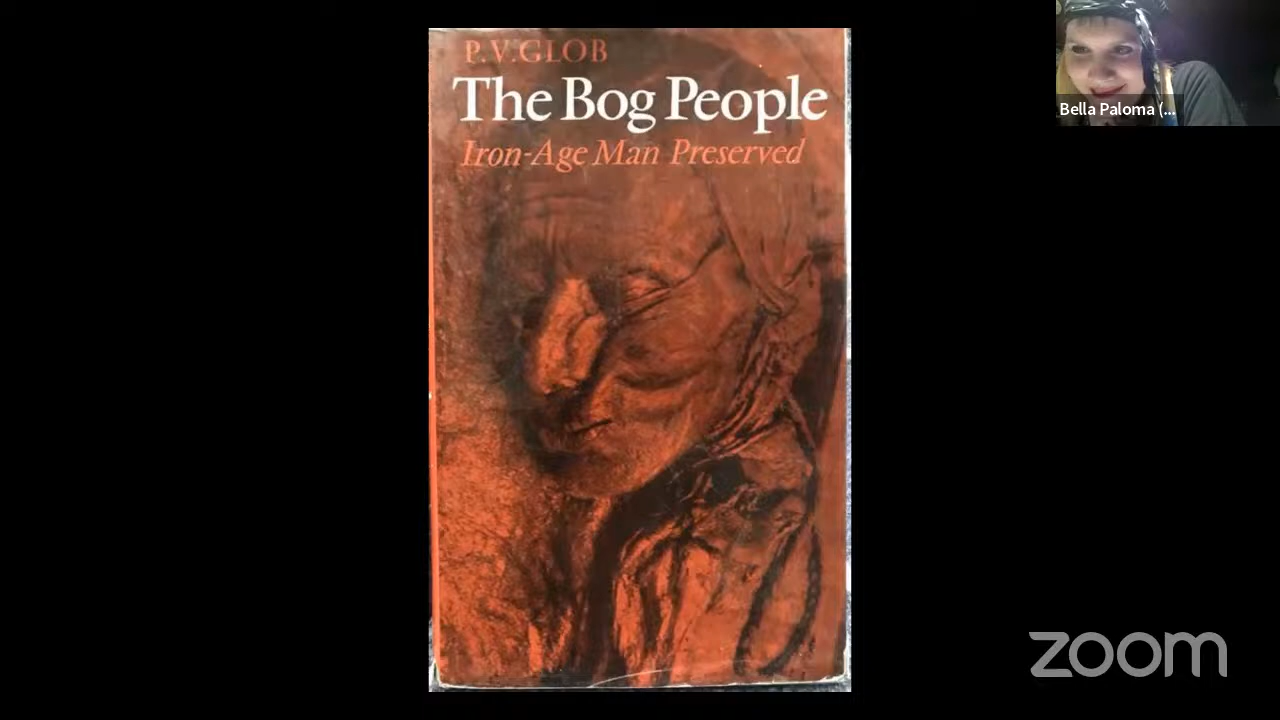 P.V.GLOB
The Bog People
Iron-Age Man Preserved
Bella Paloma (...
zoom